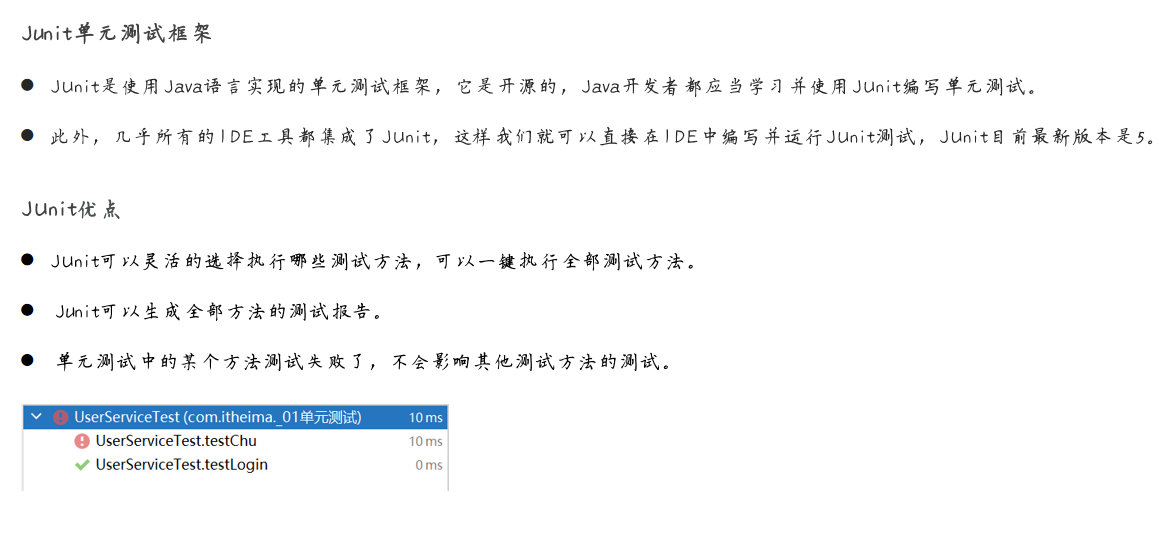 Junit单元测试框架
● JUnit是使用Java语言实现的单元测试框架，它是开源的，Java开发者都应当学习并使用JUnit编写单元测试。
● 此外，几乎所有的IDE工具都集成了JUnit，这样我们就可以直接在IDE中编写并运行JUnit测试，JUnit目前最新版本是5。
JUnit优点
● JUnit可以灵活的选择执行哪些测试方法，可以一键执行全部测试方法。
● Junit可以生成全部方法的测试报告。
● 单元测试中的某个方法测试失败了，不会影响其他测试方法的测试。
UserServiceTest (com.itheima._01单元测试) 10 ms
UserServiceTest.testChu 10 ms
UserServiceTest.testLogin 0 ms